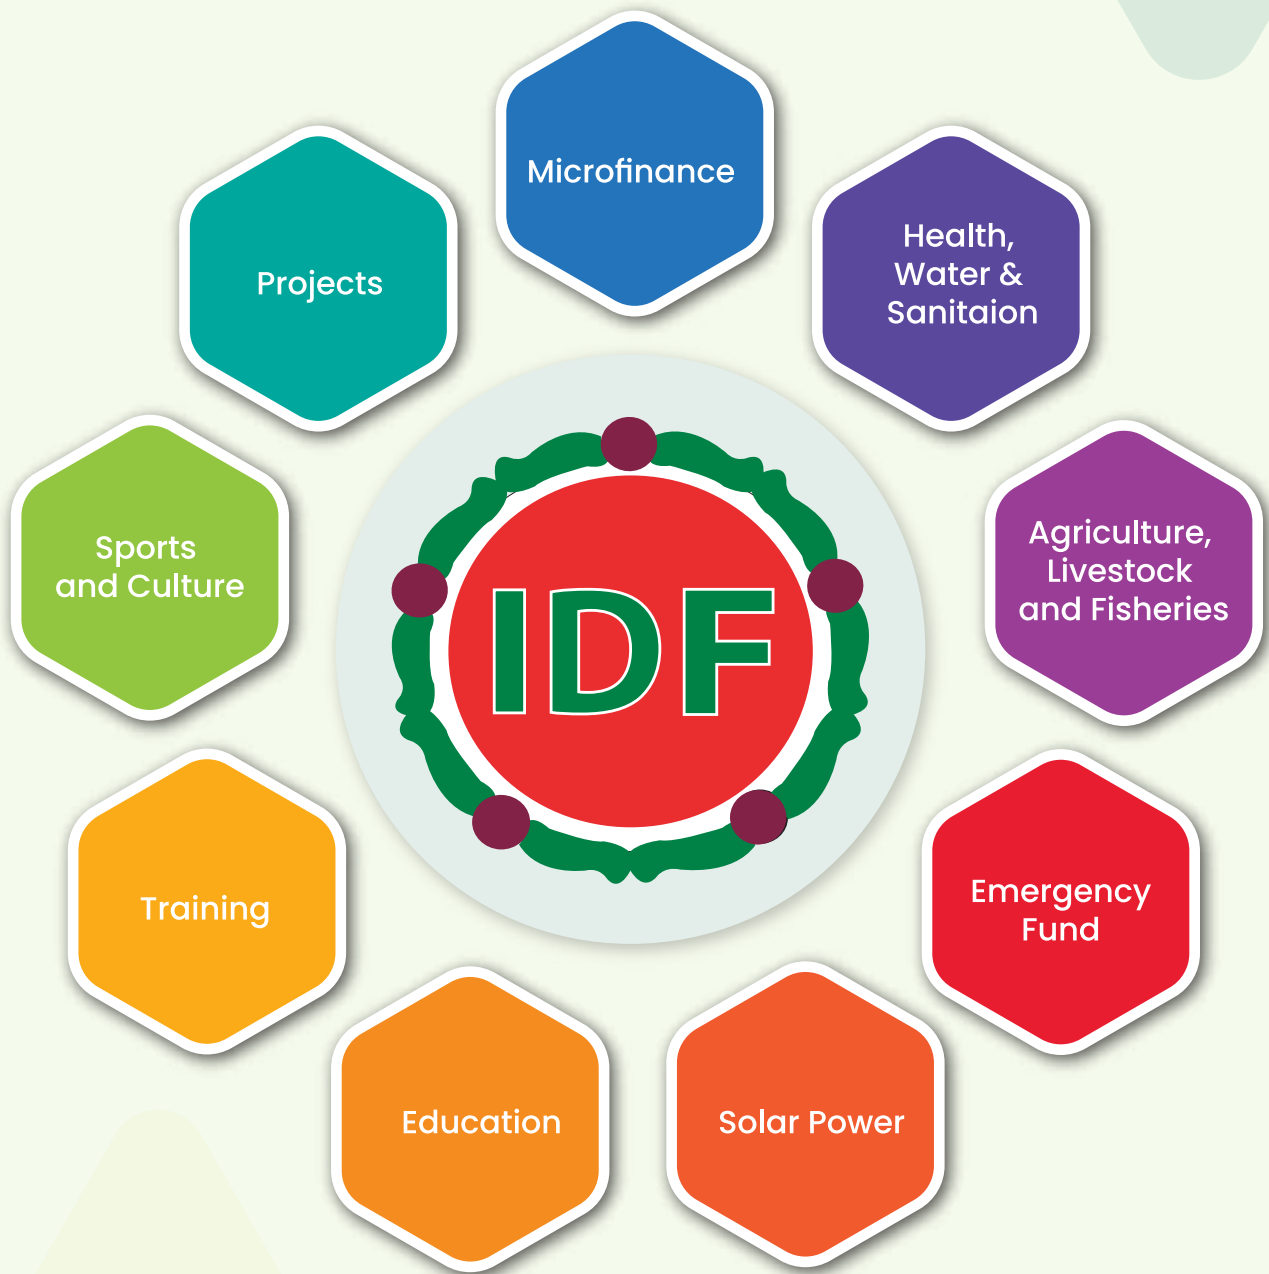 Microfinance
Health,
Water &
Sanitaion
Agriculture,
Livestock
and Fisheries
Emergency
Fund
Solar Power
Education
Training
Sports
and Culture
Projects
IDF